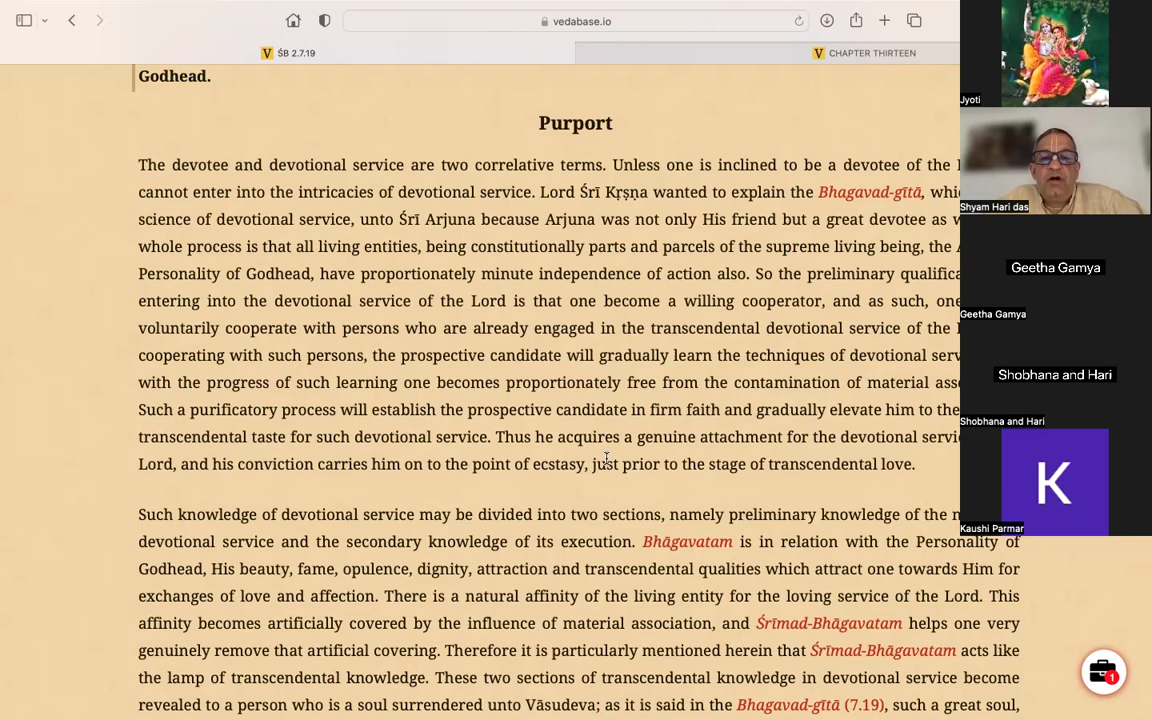 vedabase.io
V ŚB 2.7.19
V CHAPTER THIRTEEN
Godhead.
Purport
The devotee and devotional service are two correlative terms. Unless one is inclined to be a devotee of the
cannot enter into the intricacies of devotional service. Lord Śrī Kṛṣṇa wanted to explain the Bhagavad-gītā,
science of devotional service, unto Śrī Arjuna because Arjuna was not only His friend but a great devotee as
whole process is that all living entities, being constitutionally parts and parcels of the supreme living being, the
Personality of Godhead, have proportionately minute independence of action also. So the preliminary
entering into the devotional service of the Lord is that one become a willing cooperator, and as such, one
voluntarily cooperate with persons who are already engaged in the transcendental devotional service of the
cooperating with such persons, the prospective candidate will gradually learn the techniques of devotional
with the progress of such learning one becomes proportionately free from the contamination of material
Such a purificatory process will establish the prospective candidate in firm faith and gradually elevate him to the
transcendental taste for such devotional service. Thus he acquires a genuine attachment for the devotional
Lord, and his conviction carries him on to the point of ecstasy, just prior to the stage of transcendental love.
Such knowledge of devotional service may be divided into two sections, namely preliminary knowledge of the
devotional service and the secondary knowledge of its execution. Bhāgavatam is in relation with the Personality of
Godhead, His beauty, fame, opulence, dignity, attraction and transcendental qualities which attract one towards Him for
exchanges of love and affection. There is a natural affinity of the living entity for the loving service of the Lord. This
affinity becomes artificially covered by the influence of material association, and Śrīmad-Bhāgavatam helps one very
genuinely remove that artificial covering. Therefore it is particularly mentioned herein that Śrīmad-Bhāgavatam acts like
the lamp of transcendental knowledge. These two sections of transcendental knowledge in devotional service become
revealed to a person who is a soul surrendered unto Vāsudeva; as it is said in the Bhagavad-gītā (7.19), such a great soul,
Jyoti
Shyam Hari das
Geetha Gamya
Geetha Gamya
Shobhana and Hari
Shobhana and Hari
K
Kaushi Parmar
1